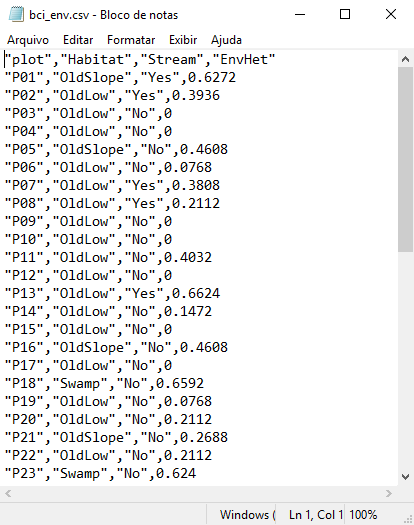 bci_env.csv - Bloco de notas
Arquivo Editar Formatar Exibir Ajuda
"plot","Habitat","Stream","EnvHet"
"P01","OldSlope","Yes",0.6272
"P02","OldLow","Yes",0.3936
"P03","OldLow","No",0
"P04","OldLow","No",0
"P05","OldSlope","No",0.4608
"P06","OldLow","No",0.0768
"P07","OldLow","Yes",0.3808
"P08","OldLow","Yes",0.2112
"P09","OldLow","No",0
"P10","OldLow","No",0
"P11","OldLow","No",0.4032
"P12","OldLow","No",0
"P13","OldLow","Yes",0.6624
"P14","OldLow","No",0.1472
"P15","OldLow","No",0
"P16","OldSlope","No",0.4608
"P17","OldLow","No",0
"P18","Swamp","No",0.6592
"P19","OldLow","No",0.0768
"P20","OldLow","No",0.2112
"P21","OldSlope","No",0.2688
"P22","OldLow","No",0.2112
"P23","Swamp","No",0.624
Windows ( Ln 1, Col 1 100%